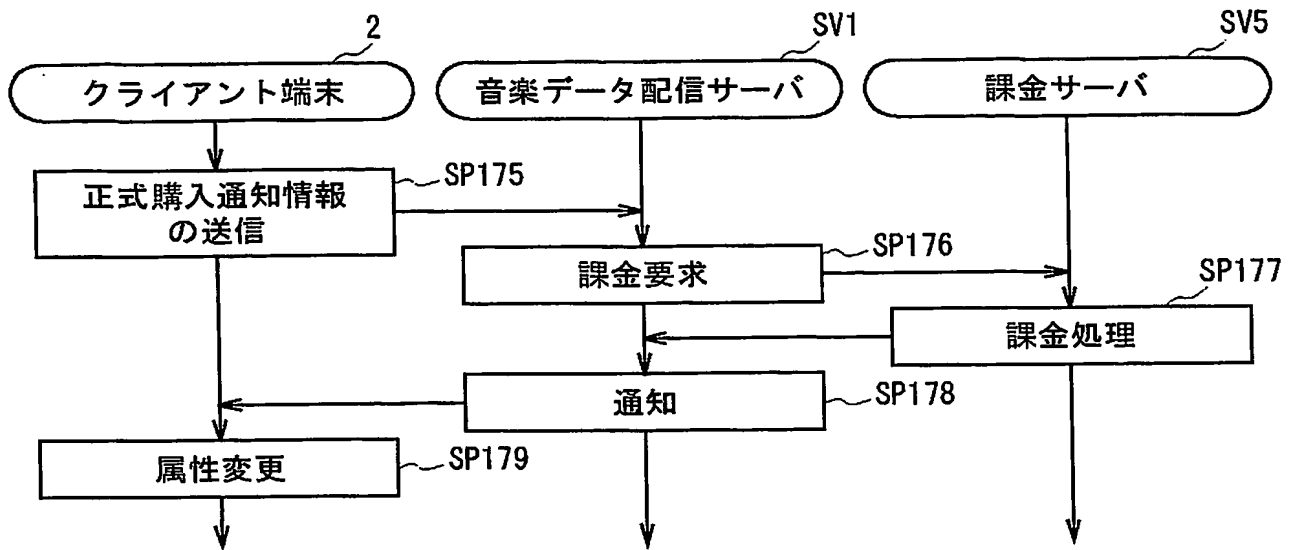 2
SV1
SV5
クライアント端末
音楽データ配信サーバ
課金サーバ
正式購入通知情報
の送信
SP175
課金要求
SP176
課金処理
SP177
通知
SP178
属性変更
SP179